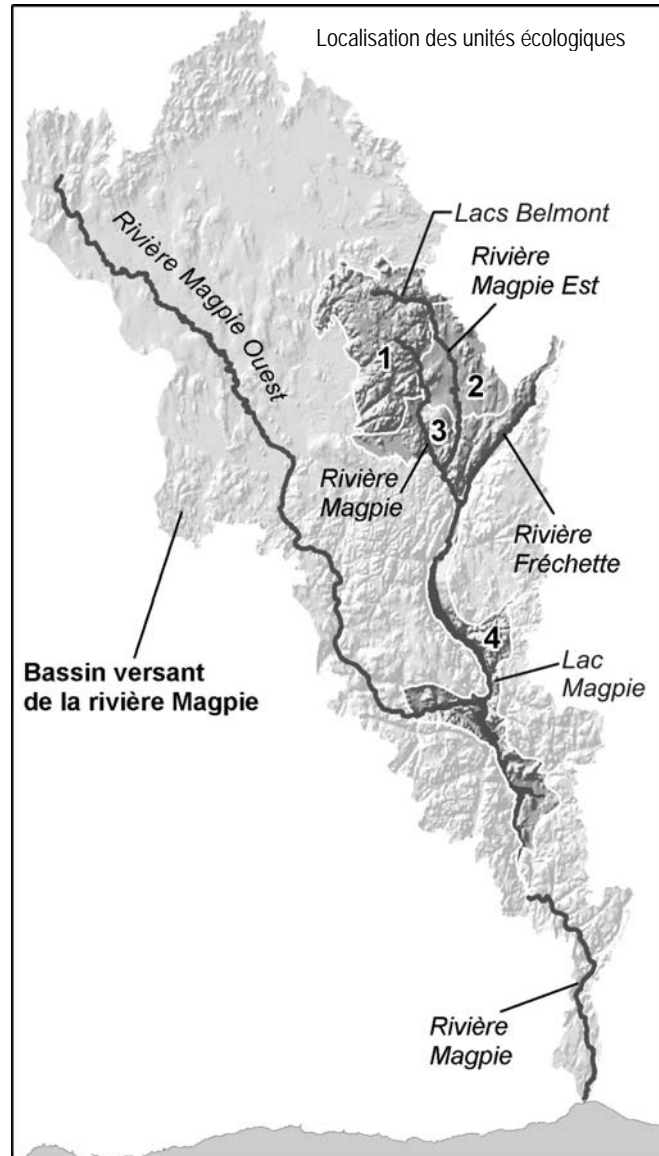 Localisation des unités écologiques
Lacs Belmont
Rivière Magpie Ouest
Rivière
Magpie Est
1
2
3
Rivière
Magpie
Rivière
Fréchette
4
Lac
Magpie
Bassin versant
de la rivière Magpie
Rivière
Magpie